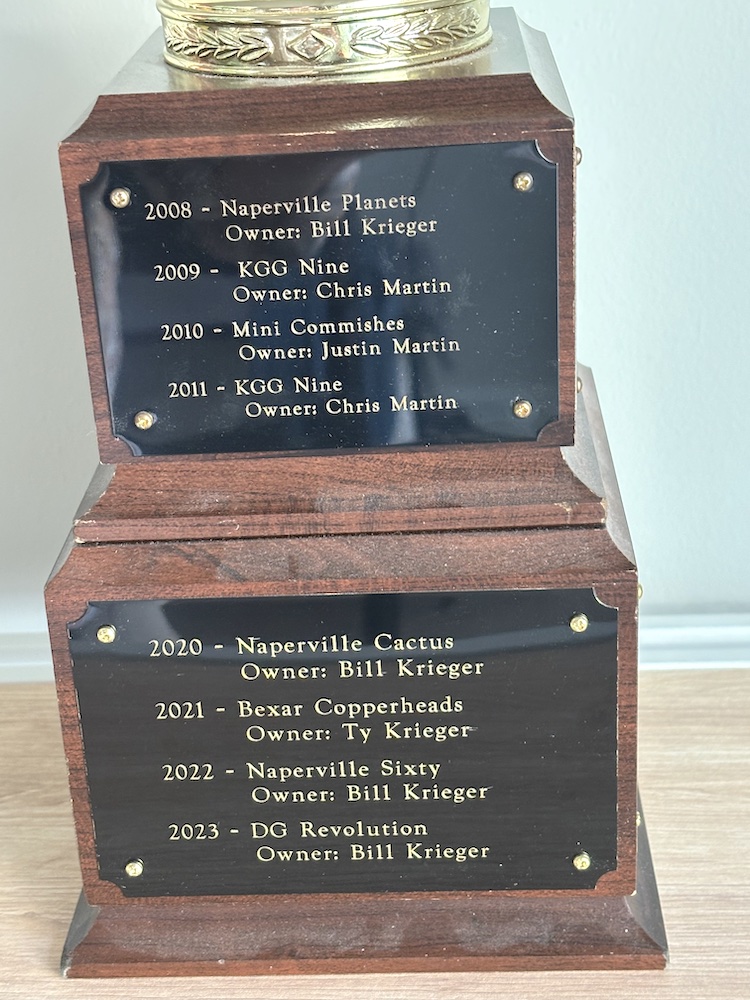 2008 - Naperville Planets
Owner: Bill Krieger
2009 - KGG Nine
Owner: Chris Martin
2010 - Mini Commishes
Owner: Justin Martin
2011 - KGG Nine
Owner: Chris Martin
2020 - Naperville Cactus
Owner: Bill Krieger
2021 - Bexar Copperheads
Owner: Ty Krieger
2022 - Naperville Sixty
Owner: Bill Krieger
2023 - DG Revolution
Owner: Bill Krieger